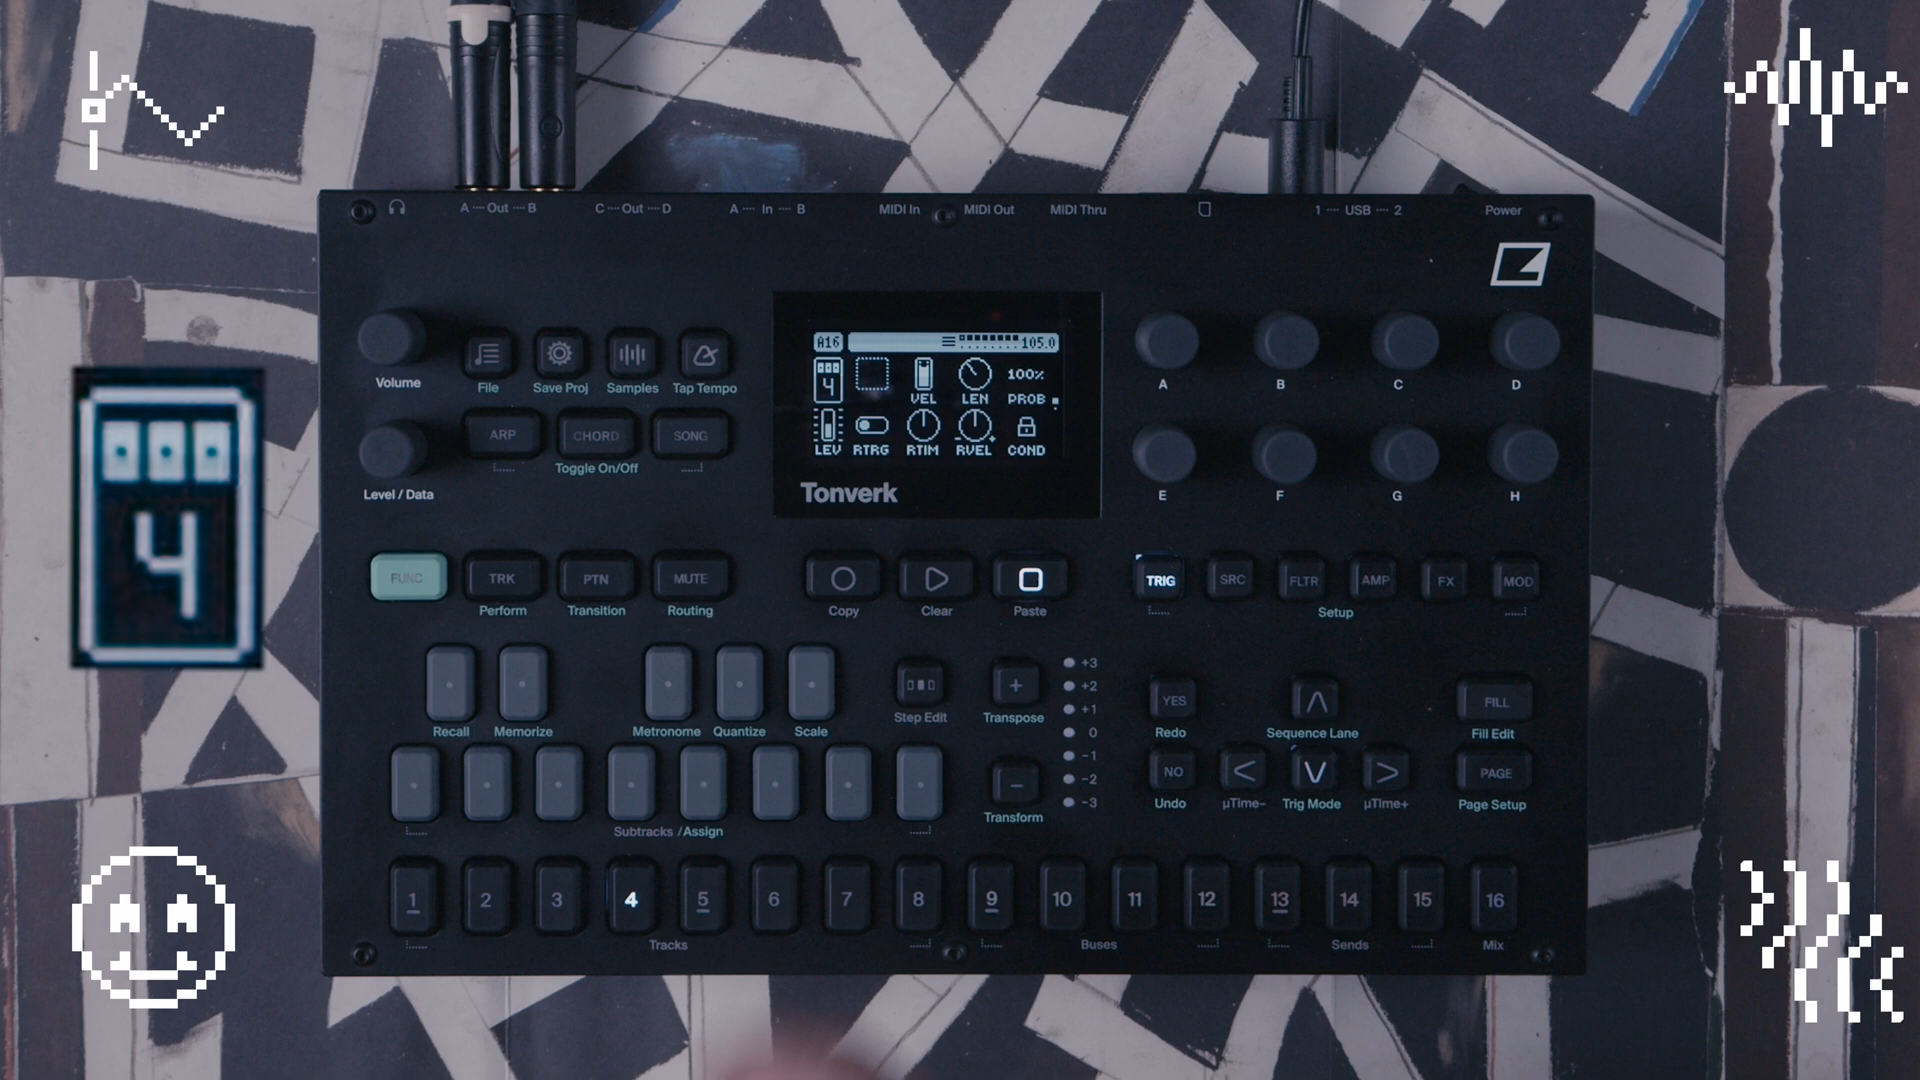 A Out B
C Out D
A In B
MIDI In
MIDI Out
MIDI Thru
1 USB 2
Power
Volume
File
Save Proj
Samples
Tap Tempo
A16
105.0
4
VEL
LEN
100%
PROB
LEV
RTRG
RTIM
RVEL
COND
Tonverk
A
B
C
D
ARP
CHORD
SONG
Toggle On/Off
Level / Data
E
F
G
H
4
FUNC
TRK
PTN
MUTE
Perform
Transition
Routing
Copy
Clear
Paste
TRIG
SRC
FLTR
AMP
FX
MOD
Setup
Recall
Memorize
Metronome
Quantize
Scale
Step Edit
+
Transpose
-
Transform
+3
+2
+1
0
-1
-2
-3
YES
Redo
Sequence Lane
FILL
Fill Edit
NO
Undo
µTime-
Trig Mode
µTime+
PAGE
Page Setup
Subtracks /Assign
1
2
3
4
5
6
7
8
9
10
11
12
13
14
15
16
Tracks
Buses
Sends
Mix